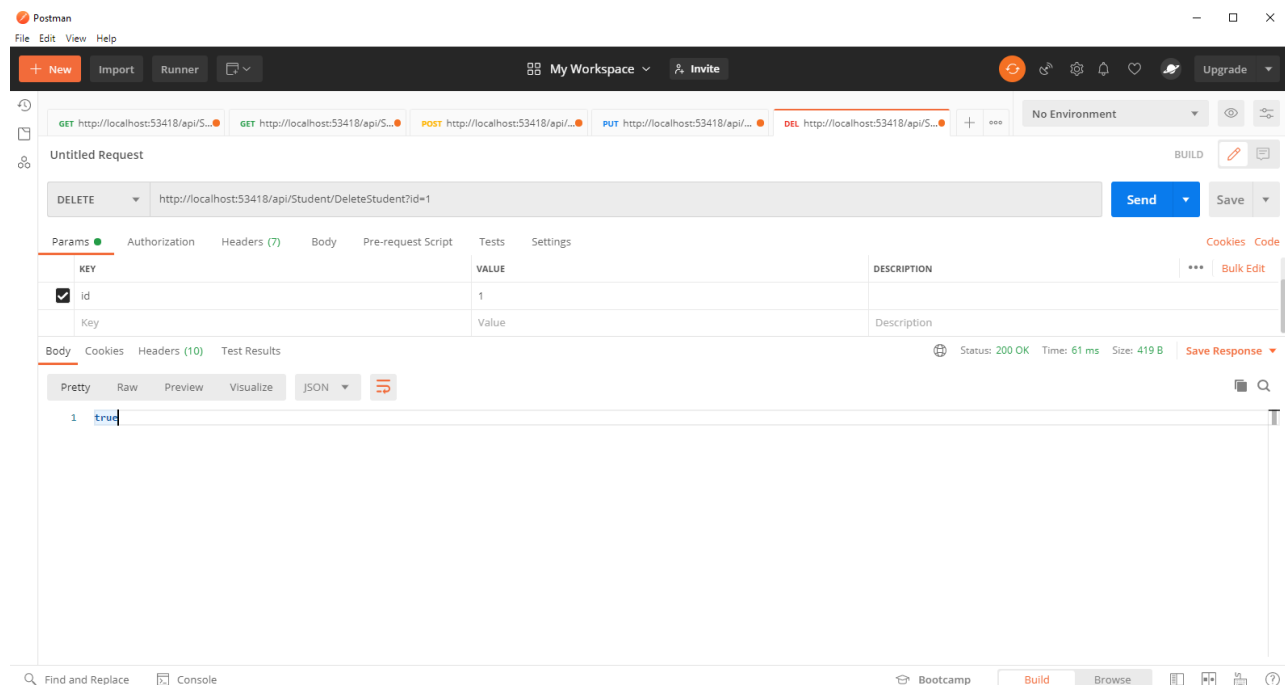 Postman
File Edit View Help
New Import Runner My Workspace Invite Upgrade
GET http://localhost:53418/api/S... GET http://localhost:53418/api/S... POST http://localhost:53418/api/... PUT http://localhost:53418/api/... DEL http://localhost:53418/api/S... No Environment
Untitled Request BUILD
DELETE http://localhost:53418/api/Student/DeleteStudent?id=1 Send Save
Params Authorization Headers (7) Body Pre-request Script Tests Settings Cookies Code
KEY VALUE DESCRIPTION Bulk Edit
id 1
Key Value Description
Body Cookies Headers (10) Test Results Status: 200 OK Time: 61 ms Size: 419 B Save Response
Pretty Raw Preview Visualize JSON
1 true
Find and Replace Console Bootcamp Build Browse